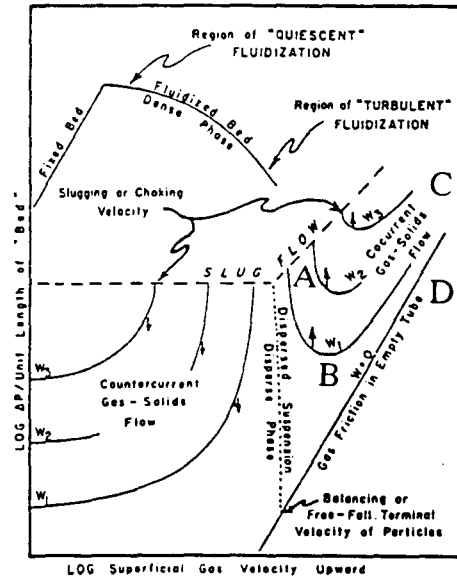 Region of "QUIESCENT"
FLUIDIZATION
Fixed Bed
Fluidized Bed
Dense Phase
Region of "TURBULENT"
FLUIDIZATION
Slugging or Choking
Velocity
SLUG
FLOW
W3
C
Cocurrent
Gas-Solids
Flow
A
W2
D
W1
B
W3
Countercurrent
Gas-Solids
Flow
W2
W1
Dispersed Suspension
Disperse Phase
W=O
Gas Friction in Empty Tube
Balancing or
Free-Fall. Terminal
Velocity of Particles
LOG ΔP/Unit Length of "Bed"
LOG Superficial Gas Velocity Upward